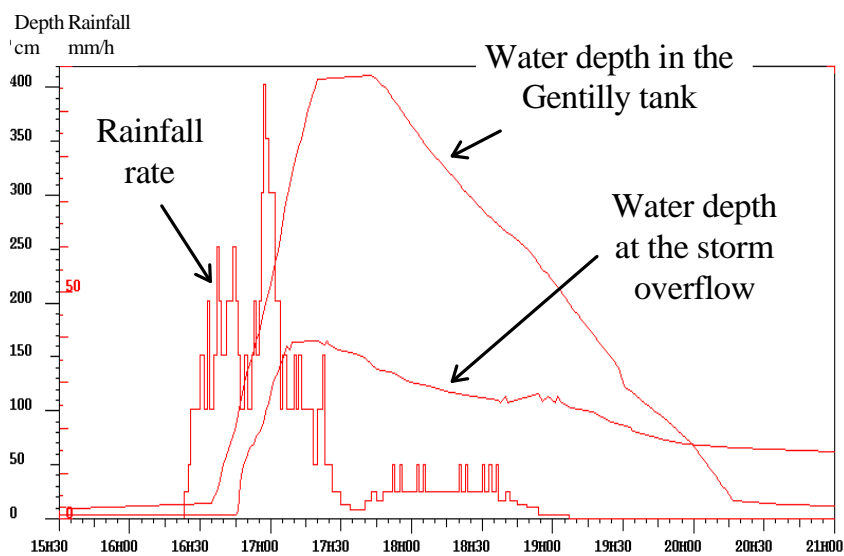 Depth Rainfall
cm mm/h
400
350
300
250
200
150
100
50
0
50
0
Rainfall
rate
Water depth in the
Gentilly tank
Water depth
at the storm
overflow
15H30 16H00 16H30 17H00 17H30 18H00 18H30 19H00 19H30 20H00 20H30 21H00